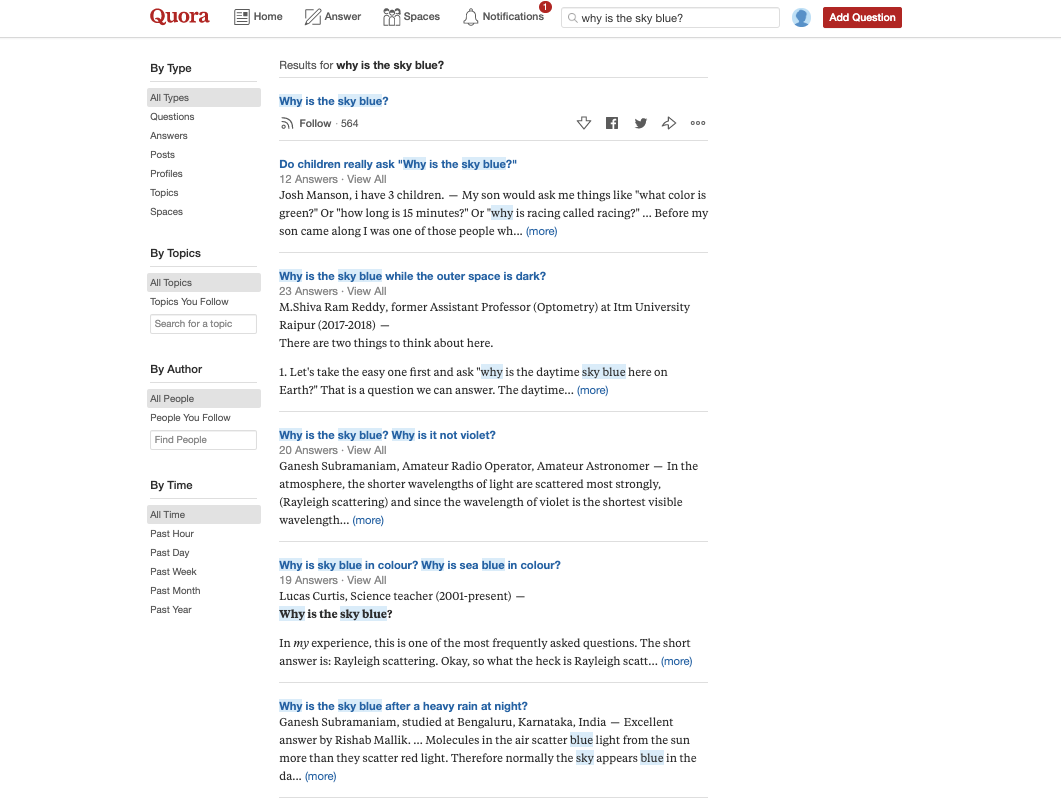 Quora Home Answer Spaces Notifications 1 why is the sky blue? Add Question
By Type
All Types
Questions
Answers
Posts
Profiles
Topics
Spaces
By Topics
All Topics
Topics You Follow
Search for a topic
By Author
All People
People You Follow
Find People
By Time
All Time
Past Hour
Past Day
Past Week
Past Month
Past Year
Results for why is the sky blue?
Why is the sky blue?
Follow · 564
Do children really ask "Why is the sky blue?"
12 Answers · View All
Josh Manson, i have 3 children. — My son would ask me things like "what color is
green?" Or "how long is 15 minutes?" Or "why is racing called racing?" ... Before my
son came along I was one of those people wh... (more)
Why is the sky blue while the outer space is dark?
23 Answers · View All
M.Shiva Ram Reddy, former Assistant Professor (Optometry) at Itm University
Raipur (2017-2018) —
There are two things to think about here.
1. Let's take the easy one first and ask "why is the daytime sky blue here on
Earth?" That is a question we can answer. The daytime... (more)
Why is the sky blue? Why is it not violet?
20 Answers · View All
Ganesh Subramaniam, Amateur Radio Operator, Amateur Astronomer — In the
atmosphere, the shorter wavelengths of light are scattered most strongly,
(Rayleigh scattering) and since the wavelength of violet is the shortest visible
wavelength... (more)
Why is sky blue in colour? Why is sea blue in colour?
19 Answers · View All
Lucas Curtis, Science teacher (2001-present) —
Why is the sky blue?
In my experience, this is one of the most frequently asked questions. The short
answer is: Rayleigh scattering. Okay, so what the heck is Rayleigh scatt... (more)
Why is the sky blue after a heavy rain at night?
Ganesh Subramaniam, studied at Bengaluru, Karnataka, India — Excellent
answer by Rishab Mallik. ... Molecules in the air scatter blue light from the sun
more than they scatter red light. Therefore normally the sky appears blue in the
da... (more)